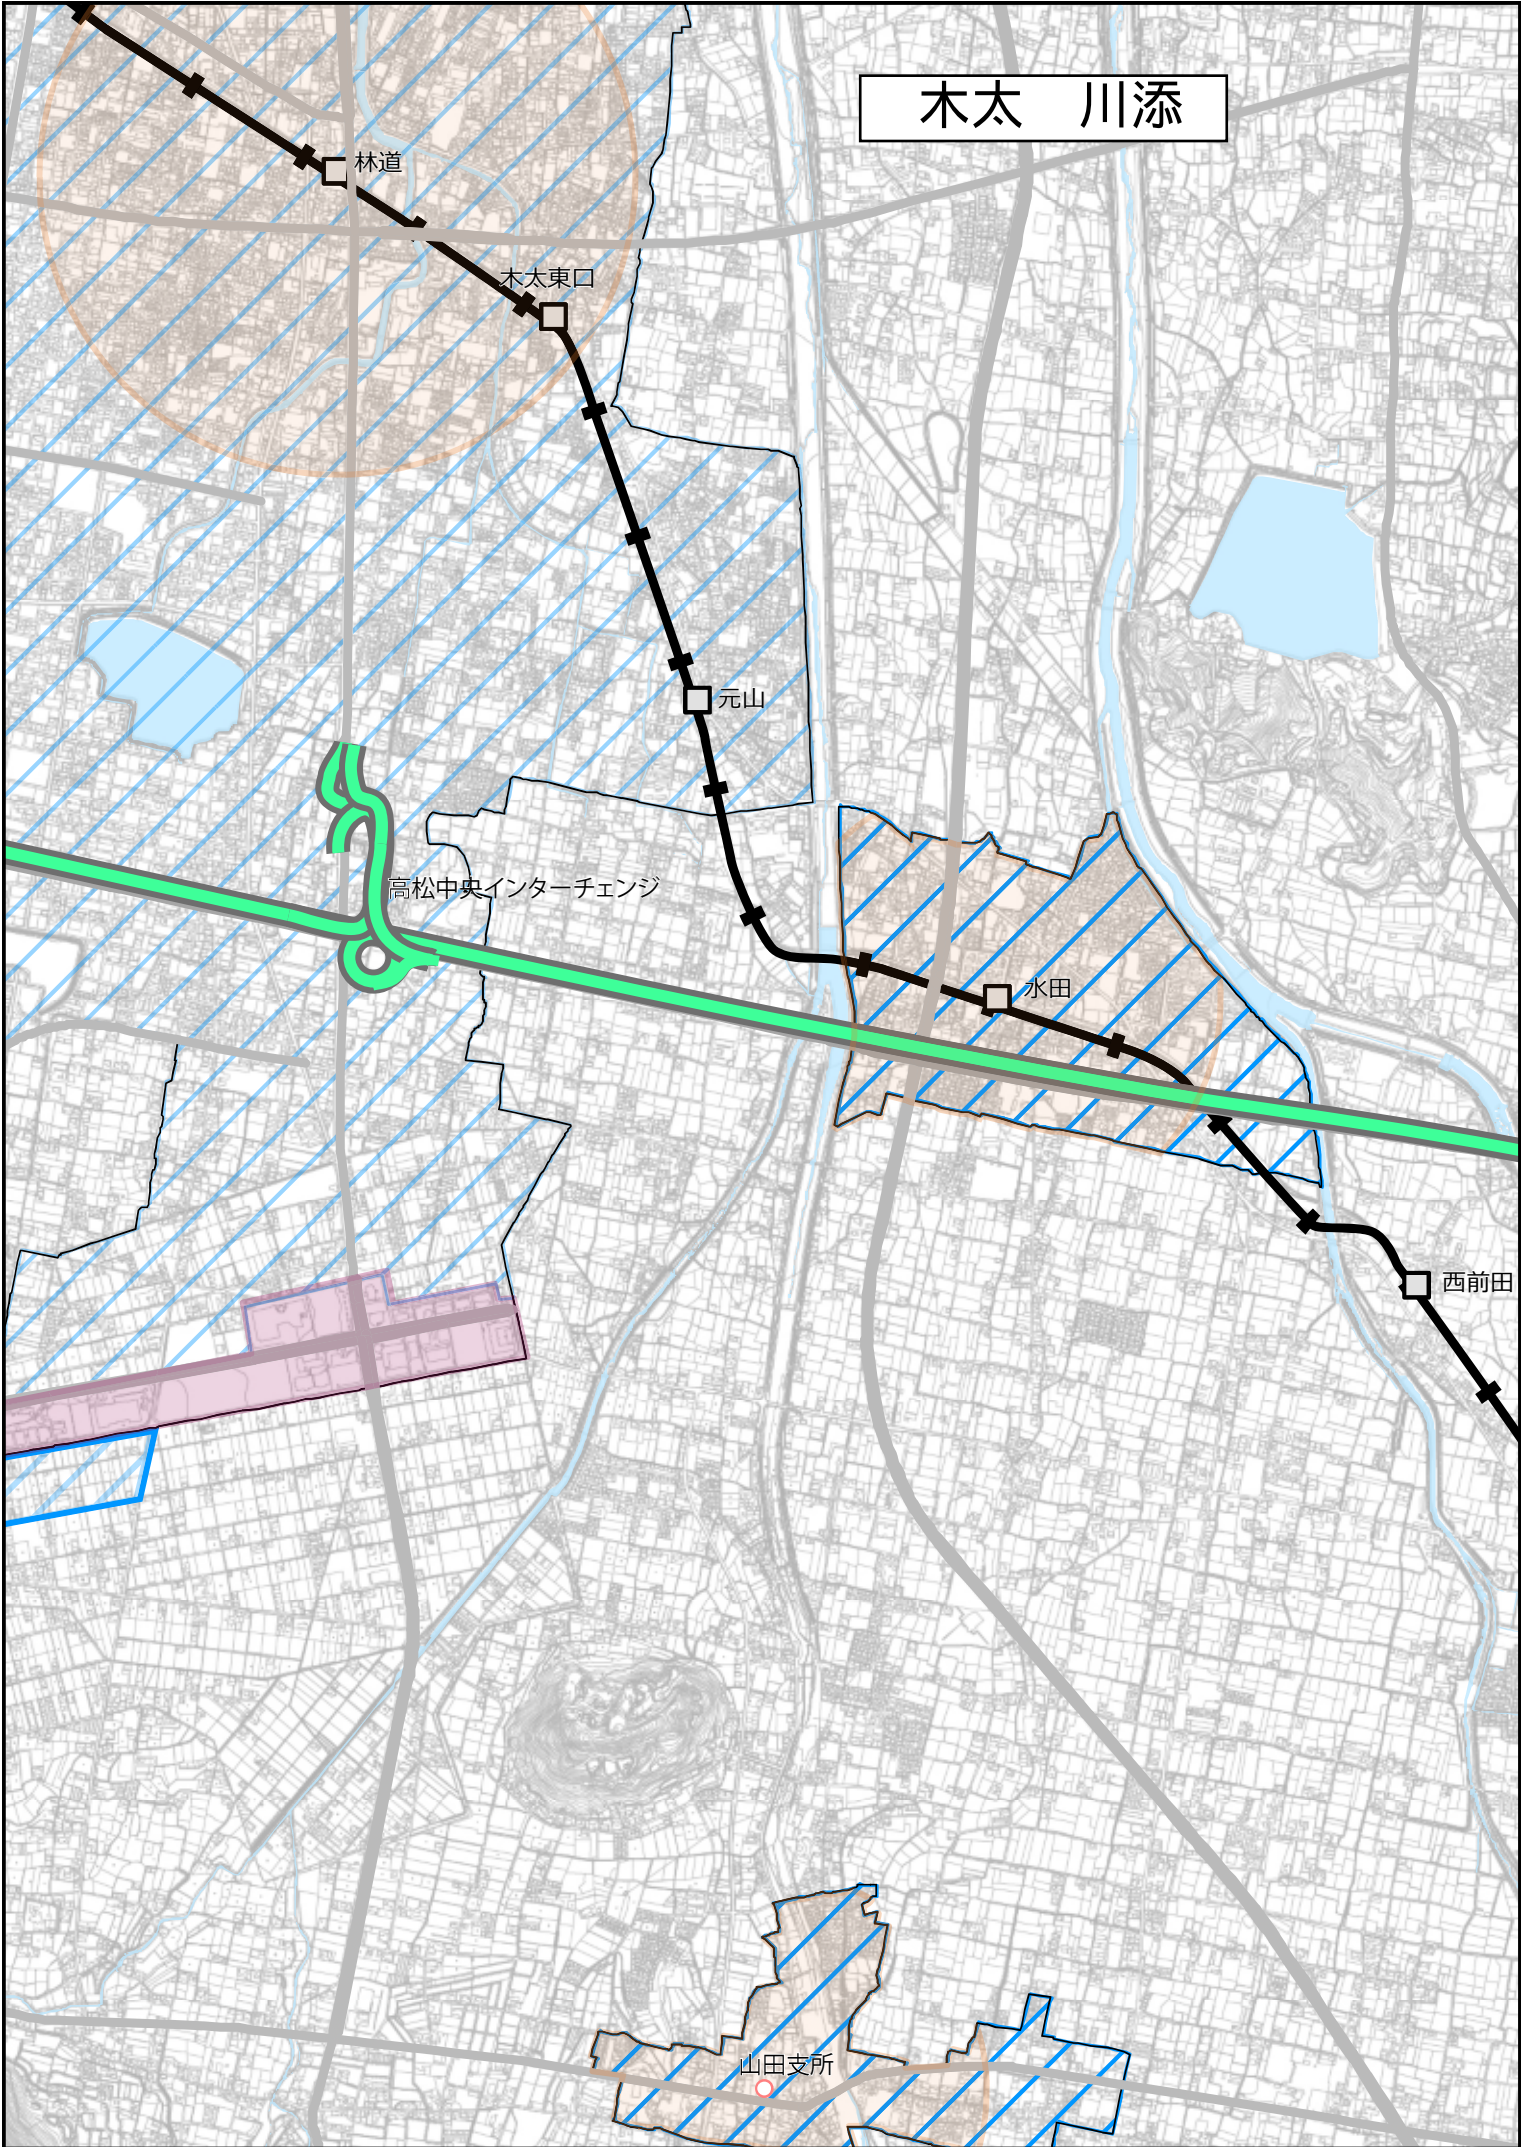 木太　川添
林道
木太東口
元山
高松中央インターチェンジ
水田
西前田
山田支所